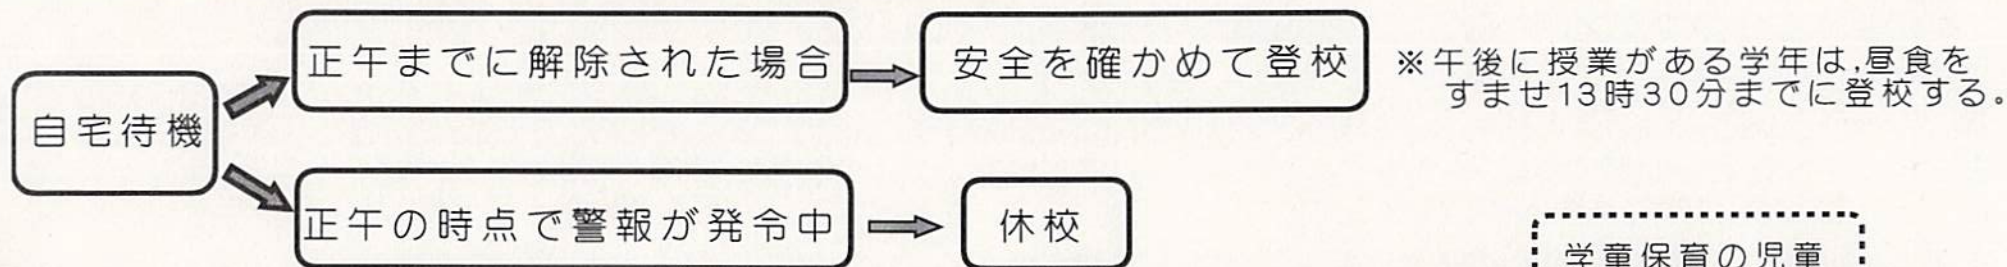 正午までに解除された場合
安全を確かめて登校
※午後に授業がある学年は,昼食を
すませ13時30分までに登校する。
自宅待機
正午の時点で警報が発令中
休校
学童保育の児童